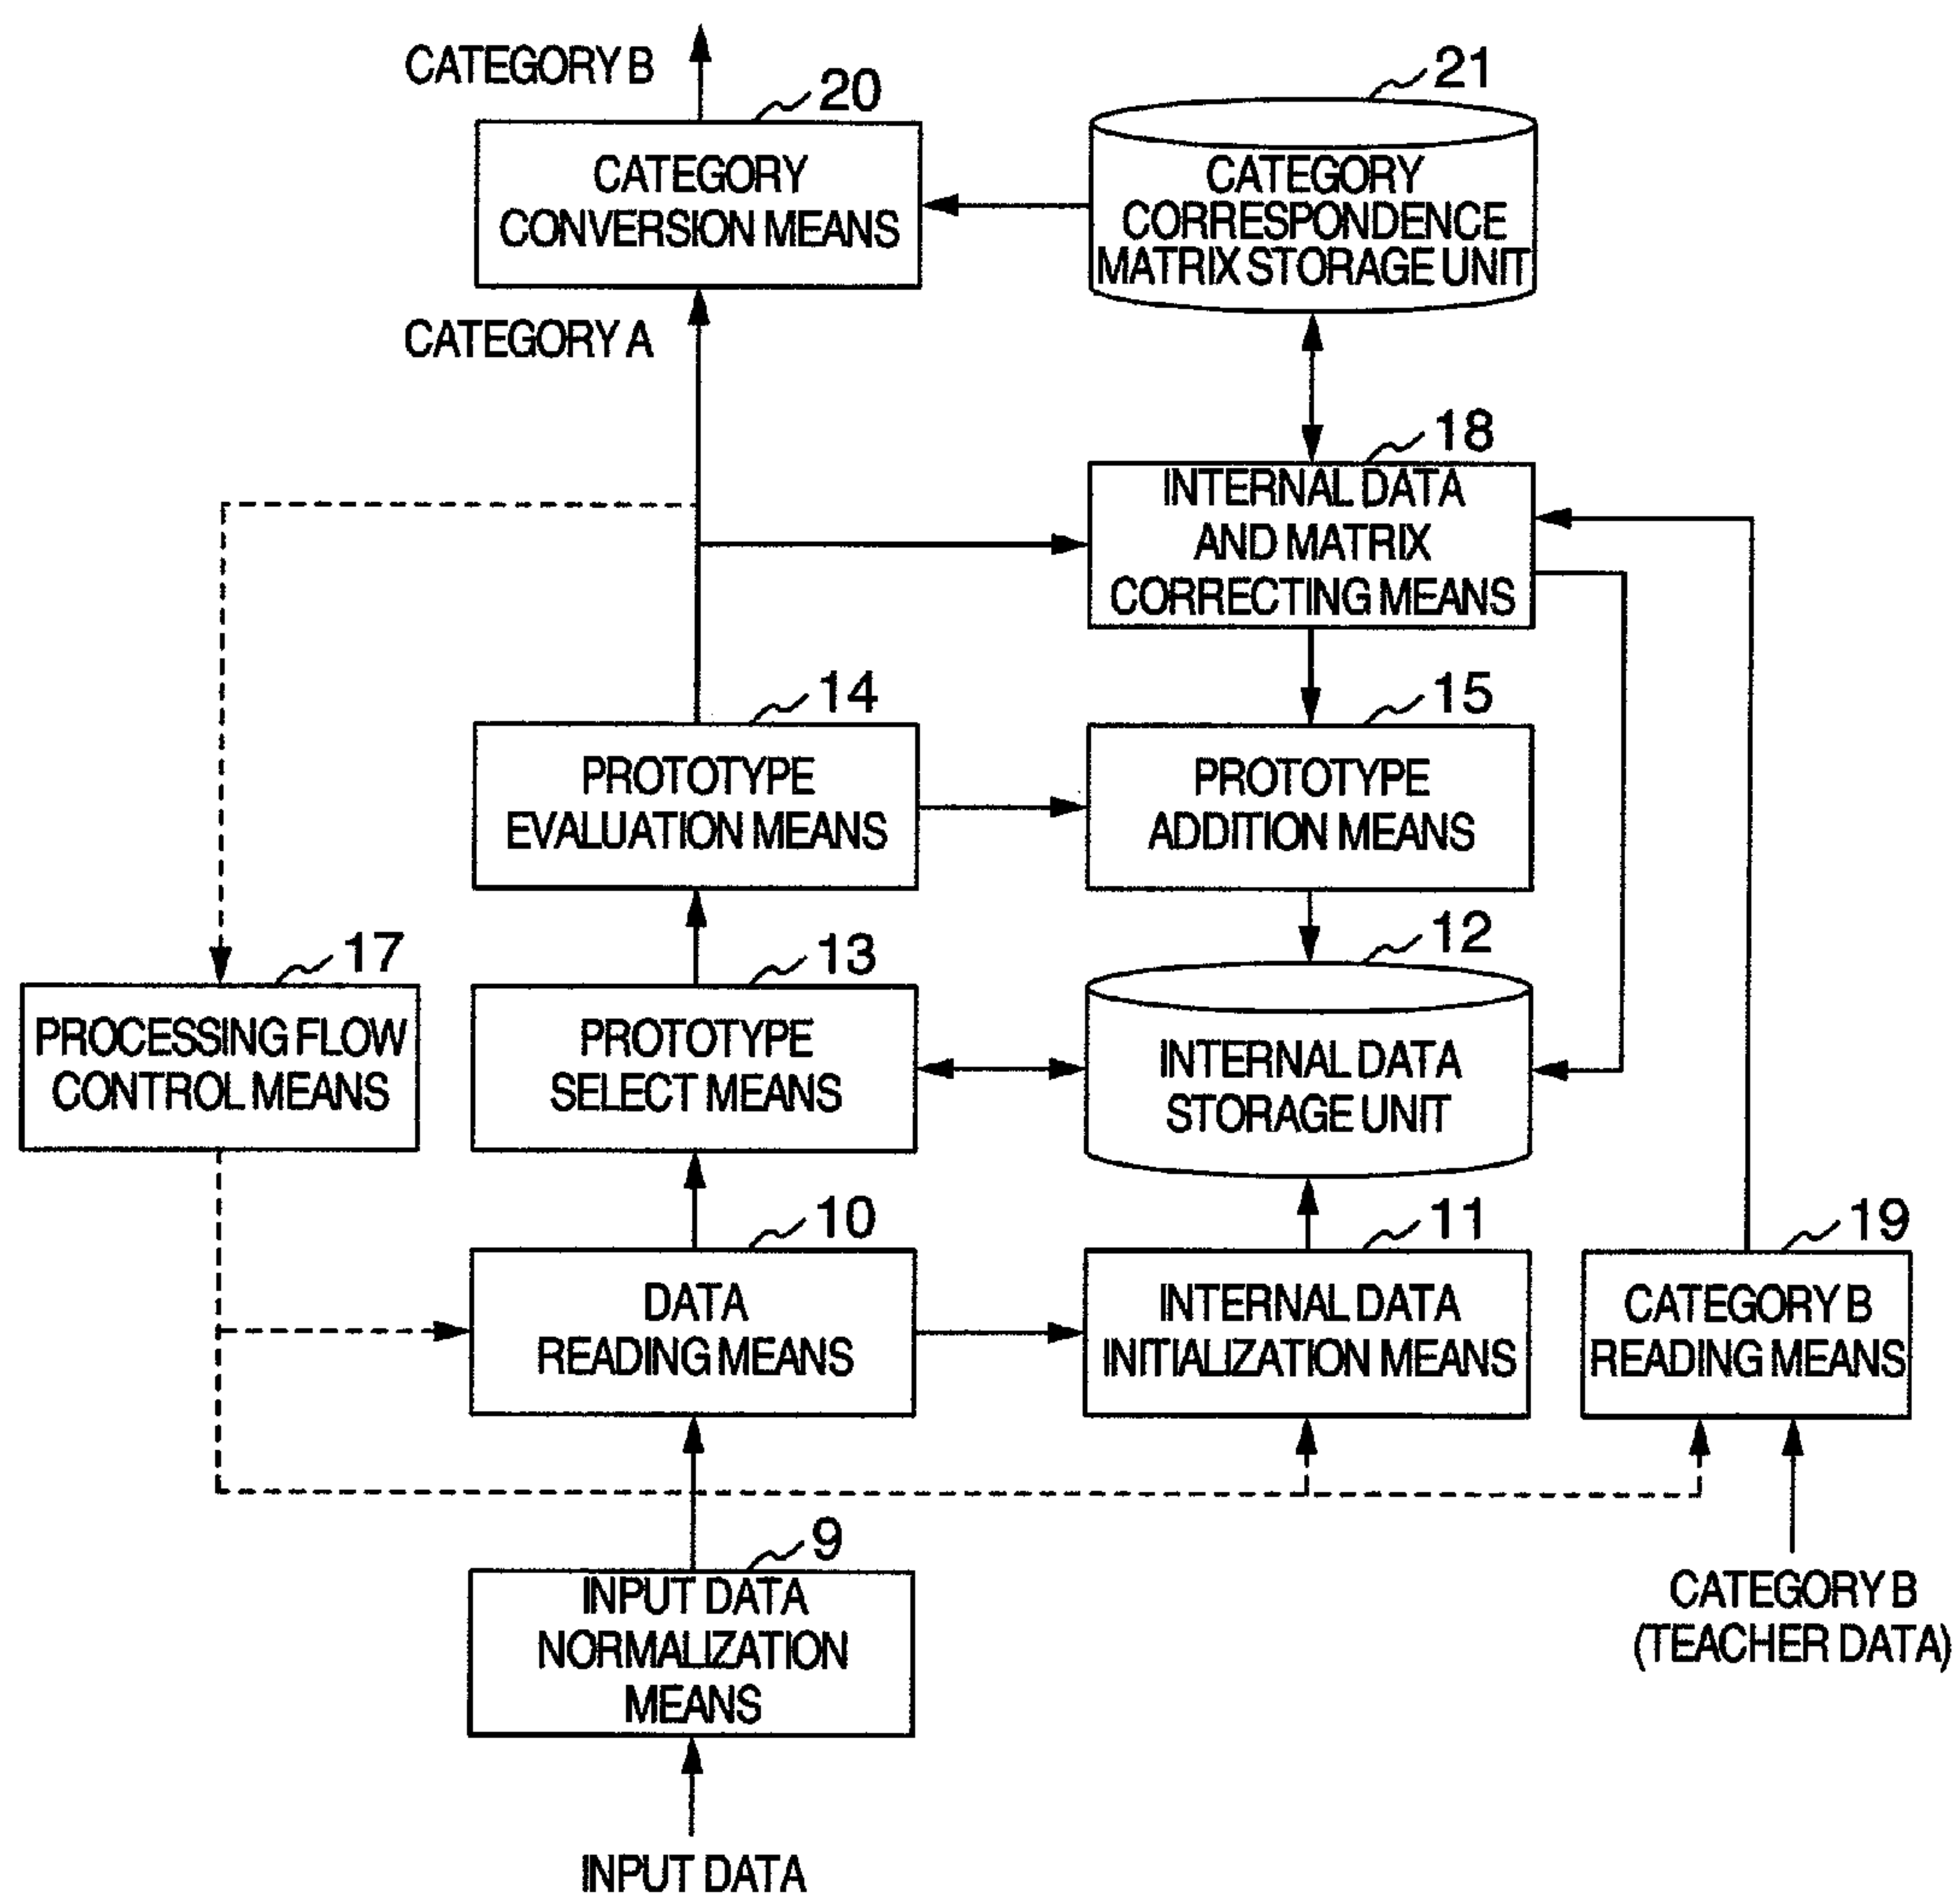 CATEGORY B
20
21
CATEGORY
CONVERSION MEANS
CATEGORY
CORRESPONDENCE
MATRIX STORAGE UNIT
CATEGORY A
18
INTERNAL DATA
AND MATRIX
CORRECTING MEANS
14
15
PROTOTYPE
EVALUATION MEANS
PROTOTYPE
ADDITION MEANS
17
13
12
PROCESSING FLOW
CONTROL MEANS
PROTOTYPE
SELECT MEANS
INTERNAL DATA
STORAGE UNIT
10
11
19
DATA
READING MEANS
INTERNAL DATA
INITIALIZATION MEANS
CATEGORY B
READING MEANS
9
INPUT DATA
NORMALIZATION
MEANS
CATEGORY B
(TEACHER DATA)
INPUT DATA